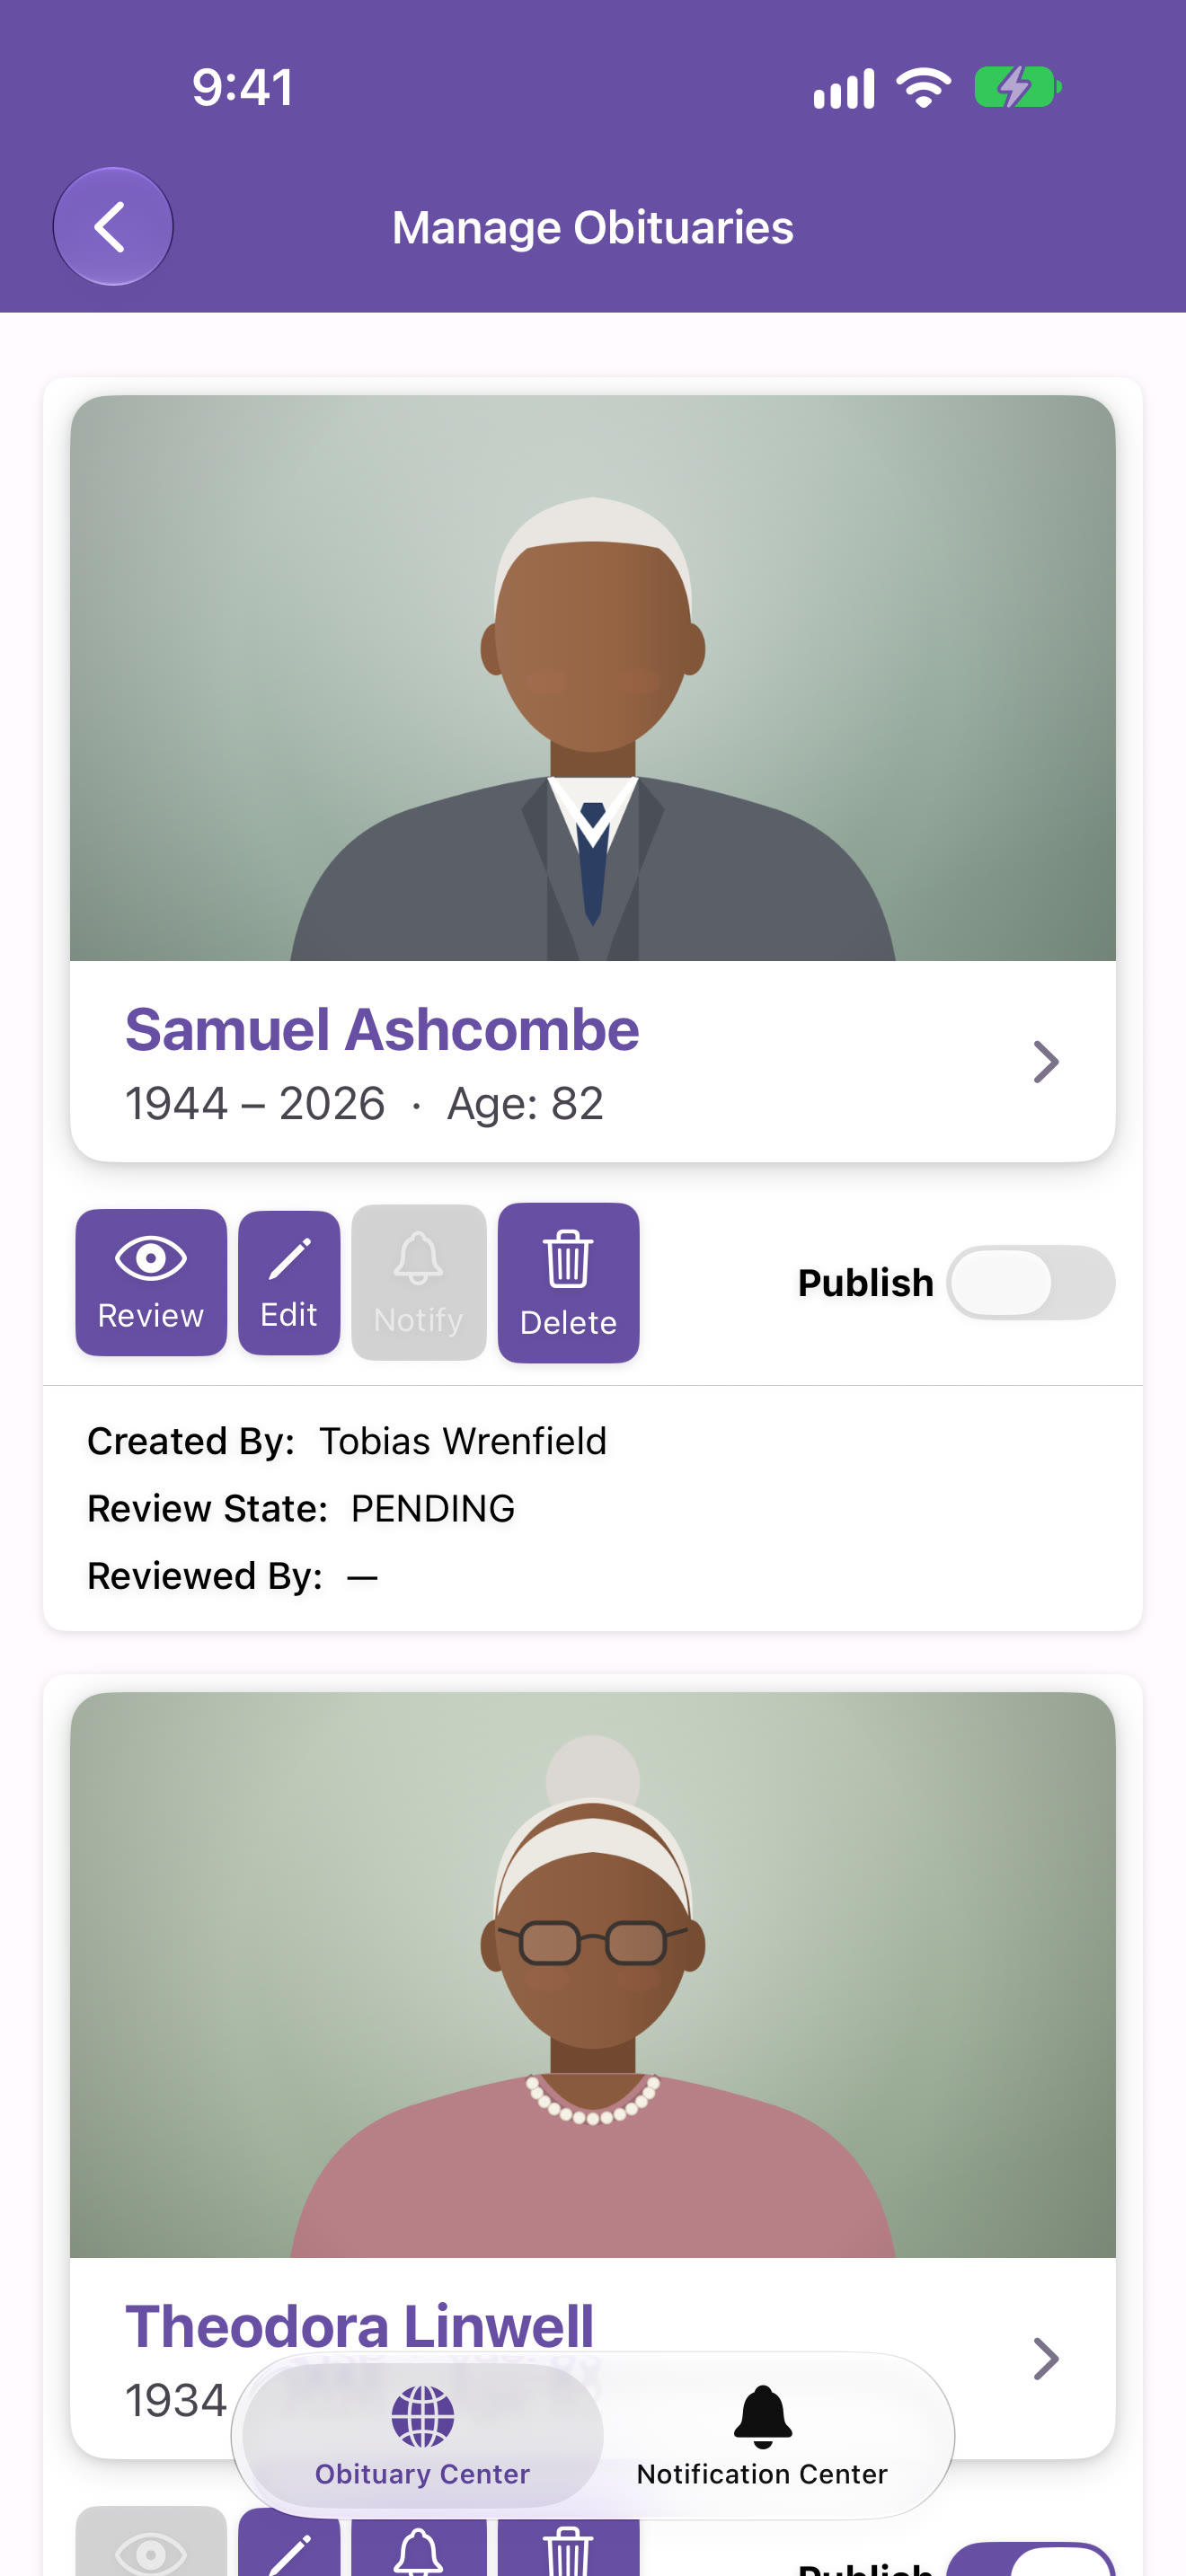 9:41
Manage Obituaries
Samuel Ashcombe
1944 – 2026 · Age: 82
Review Edit Notify Delete Publish
Created By: Tobias Wrenfield
Review State: PENDING
Reviewed By: —
Theodora Linwell
1934
Obituary Center Notification Center
Publish